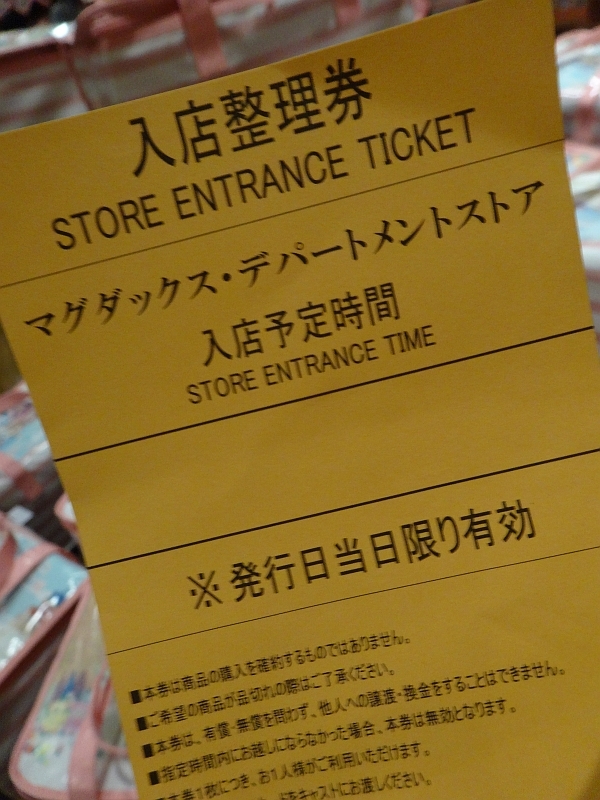 入店整理券
STORE ENTRANCE TICKET
マグダックス・デパートメントストア
入店予定時間
STORE ENTRANCE TIME
※ 発行日当日限り有効
■本券は商品の購入を確約するものではありません。
■ご希望の商品が品切れの際はご了承ください。
■本券は、有償・無償を問わず、他人への譲渡・換金をすることはできません。
■指定時間内にお越しにならなかった場合、本券は無効となります。
■本券1枚につき、お1人様がご利用いただけます。
ドをキャストにお渡しください。